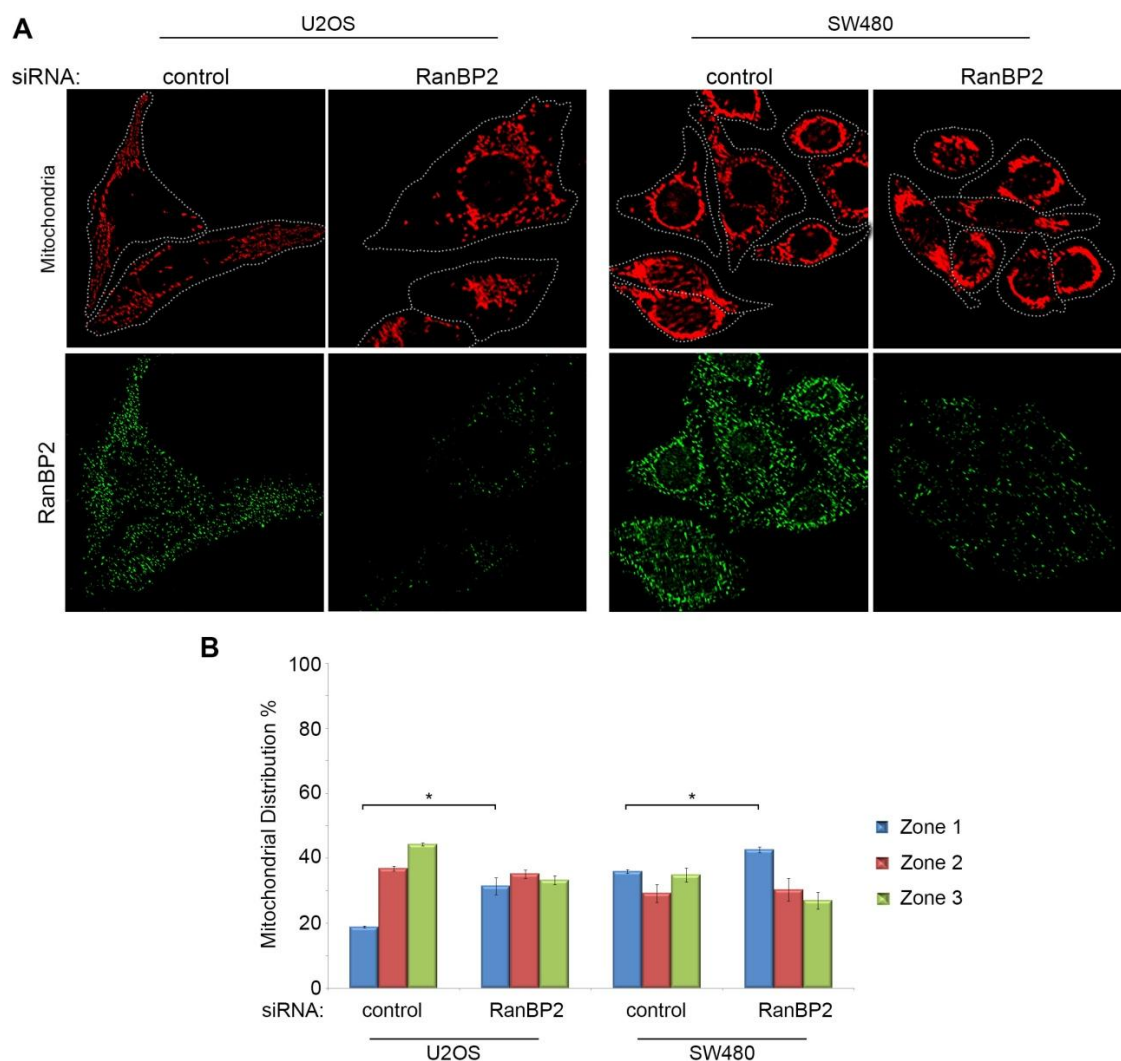 A
U2OS
SW480
siRNA: control RanBP2 control RanBP2
Mitochondria
RanBP2
B
Mitochondrial Distribution %
100
80
60
40
20
0
* *
Zone 1
Zone 2
Zone 3
siRNA: control RanBP2 control RanBP2
U2OS SW480